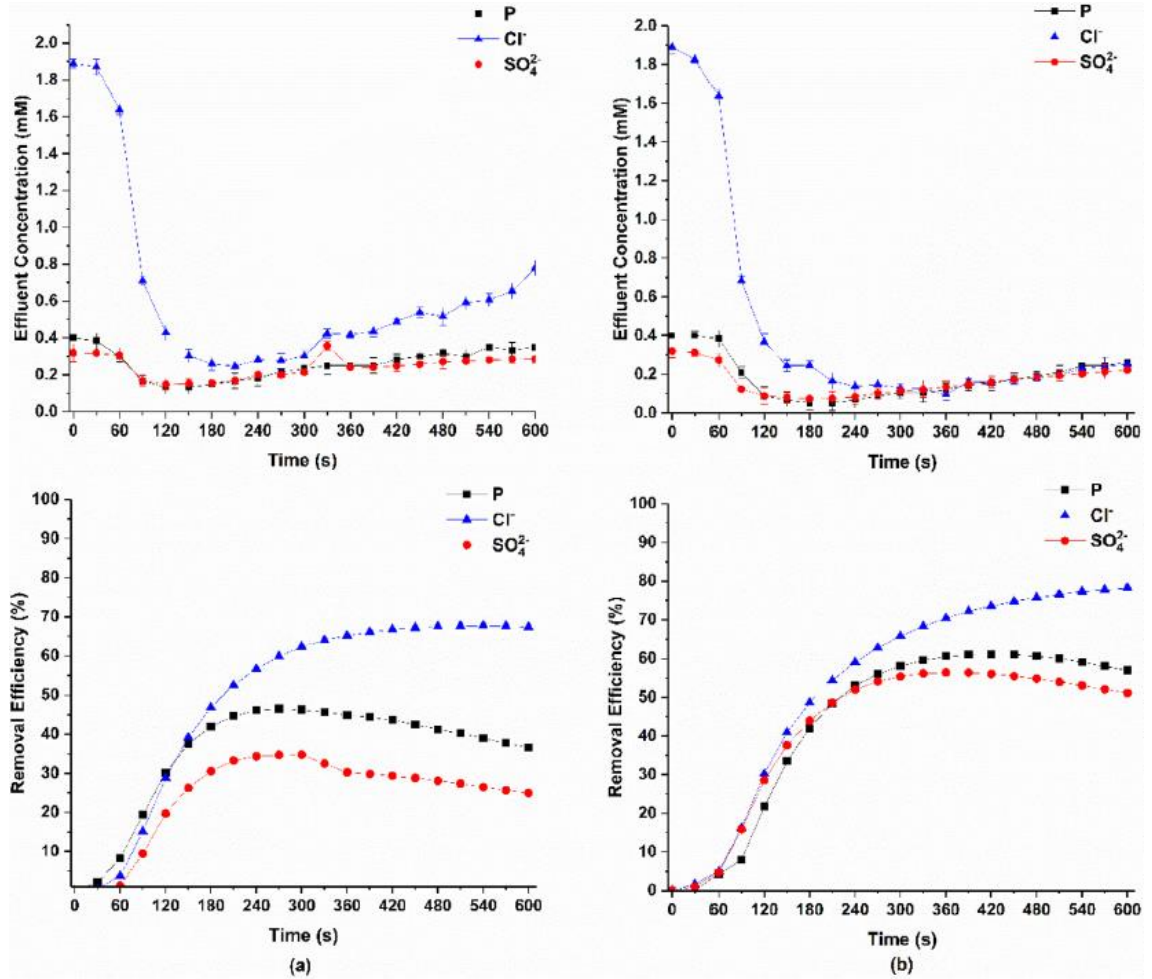 P
Cl-
SO₄²⁻
Effluent Concentration (mM)
2.0
1.8
1.6
1.4
1.2
1.0
0.8
0.6
0.4
0.2
0.0
0 60 120 180 240 300 360 420 480 540 600
Time (s)
P
Cl-
SO₄²⁻
Effluent Concentration (mM)
2.0
1.8
1.6
1.4
1.2
1.0
0.8
0.6
0.4
0.2
0.0
0 60 120 180 240 300 360 420 480 540 600
Time (s)
P
Cl-
SO₄²⁻
Removal Efficiency (%)
100
90
80
70
60
50
40
30
20
10
0 60 120 180 240 300 360 420 480 540 600
Time (s)
(a)
P
Cl-
SO₄²⁻
Removal Efficiency (%)
100
90
80
70
60
50
40
30
20
10
0
0 60 120 180 240 300 360 420 480 540 600
Time (s)
(b)